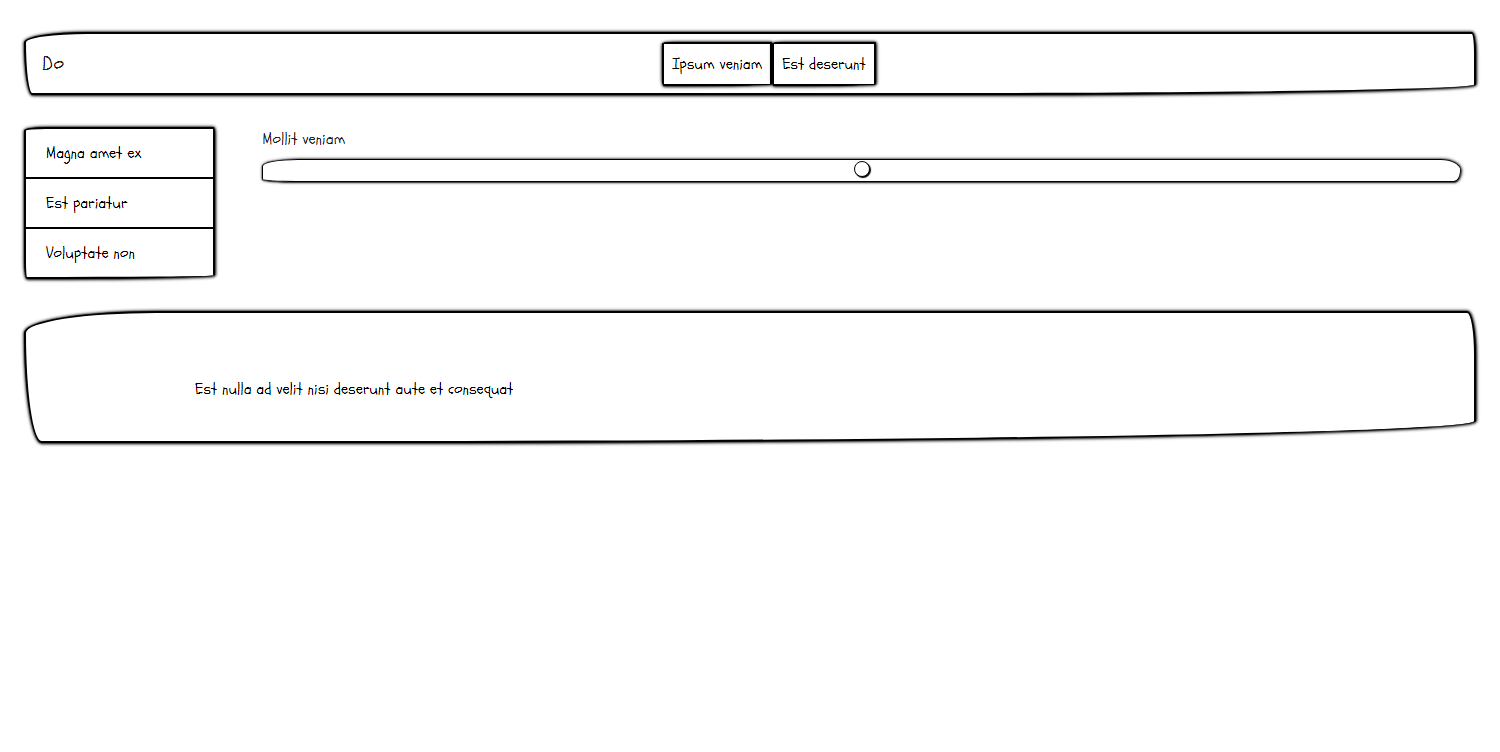 Do
Ipsum veniam
Est deserunt
Magna amet ex
Est pariatur
Voluptate non
Mollit veniam
Est nulla ad velit nisi deserunt aute et consequat